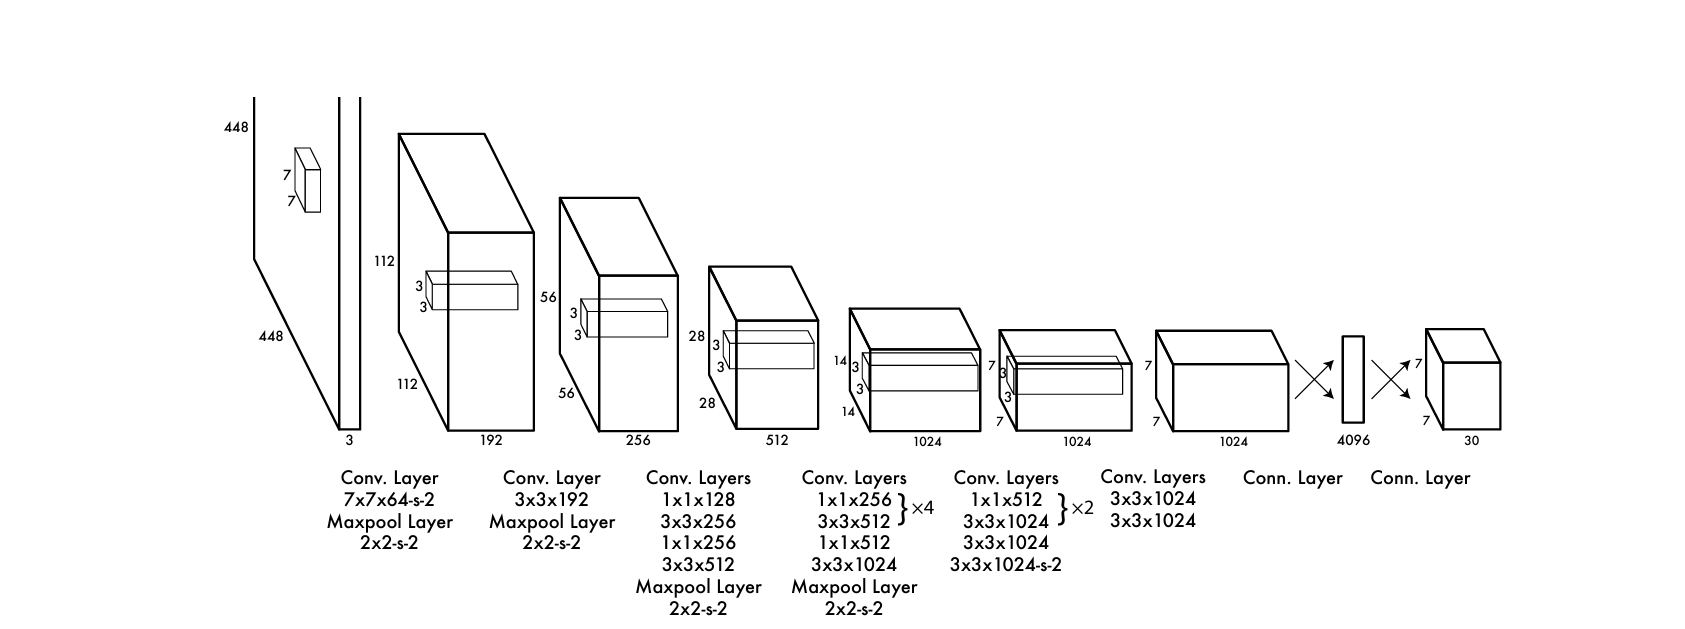 448
7
7
448
3
112
3
3
112
192
56
3
3
56
256
28
3
3
28
512
14
3
3
14
1024
7
3
3
7
1024
7
7
1024
4096
7
7
30
Conv. Layer
7x7x64-s-2
Maxpool Layer
2x2-s-2
Conv. Layer
3x3x192
Maxpool Layer
2x2-s-2
Conv. Layers
1x1x128
3x3x256
1x1x256
3x3x512
Maxpool Layer
2x2-s-2
Conv. Layers
1x1x256
3x3x512 } ×4
1x1x512
3x3x1024
Maxpool Layer
2x2-s-2
Conv. Layers
1x1x512
3x3x1024 } ×2
3x3x1024
3x3x1024-s-2
Conv. Layers
3x3x1024
3x3x1024
Conn. Layer
Conn. Layer